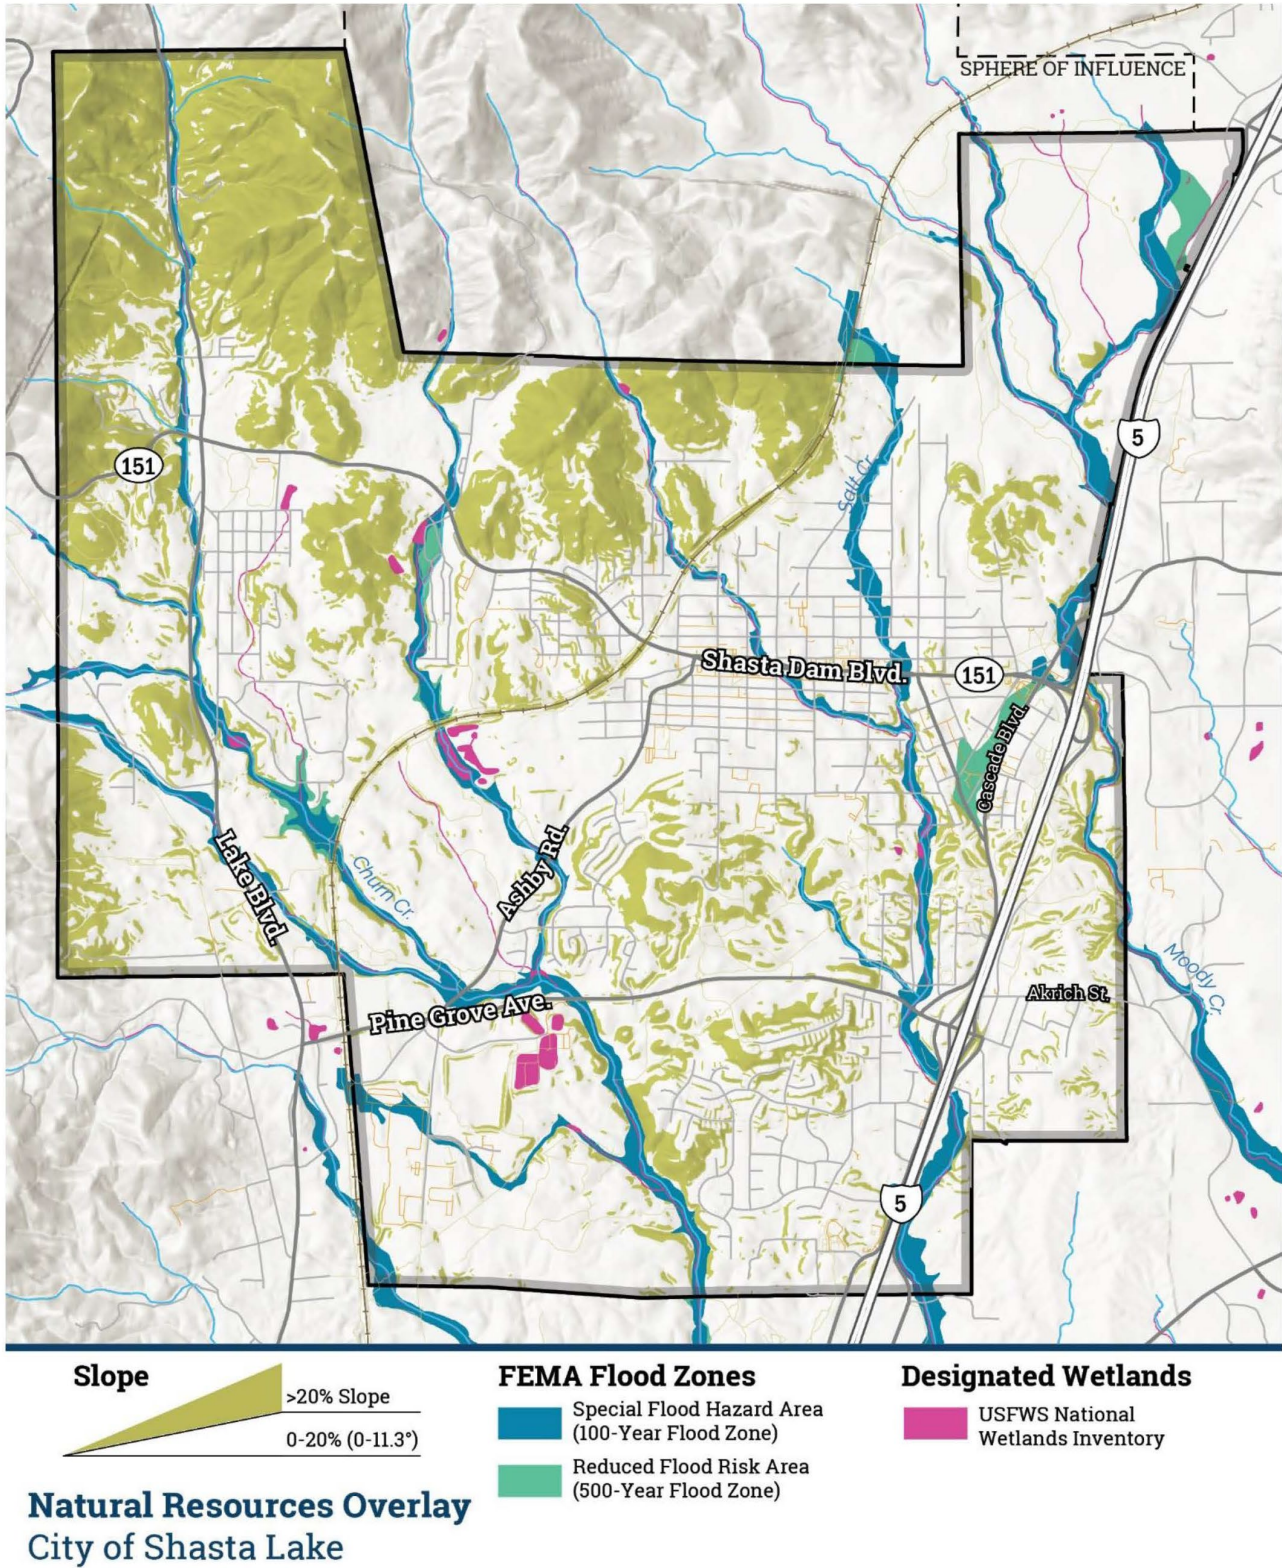 SPHERE OF INFLUENCE
5
151
Salt Cr.
Shasta Dam Blvd.
151
Cascade Blvd.
Lake Blvd.
Churn Cr.
Ashby Rd.
Moody Cr.
Akrich St.
Pine Grove Ave.
5
Slope
>20% Slope
0-20% (0-11.3°)
FEMA Flood Zones
Special Flood Hazard Area
(100-Year Flood Zone)
Reduced Flood Risk Area
(500-Year Flood Zone)
Designated Wetlands
USFWS National
Wetlands Inventory
Natural Resources Overlay
City of Shasta Lake